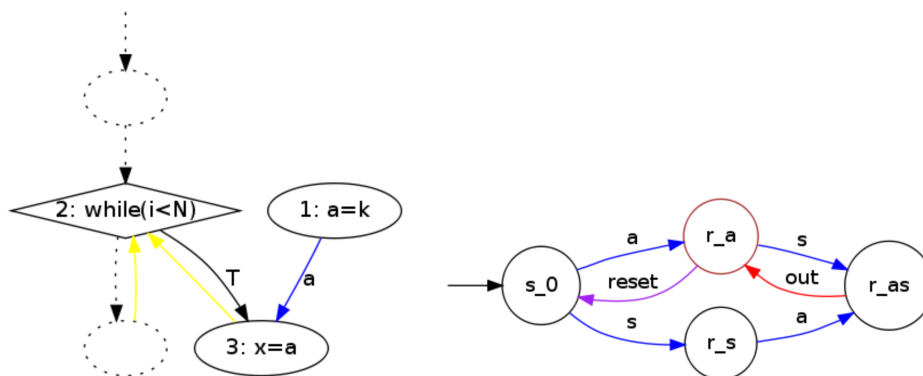 2: while(i<N)
1: a=k
T
a
3: x=a
s_0
a
reset
s
r_a
r_s
s
out
a
r_as